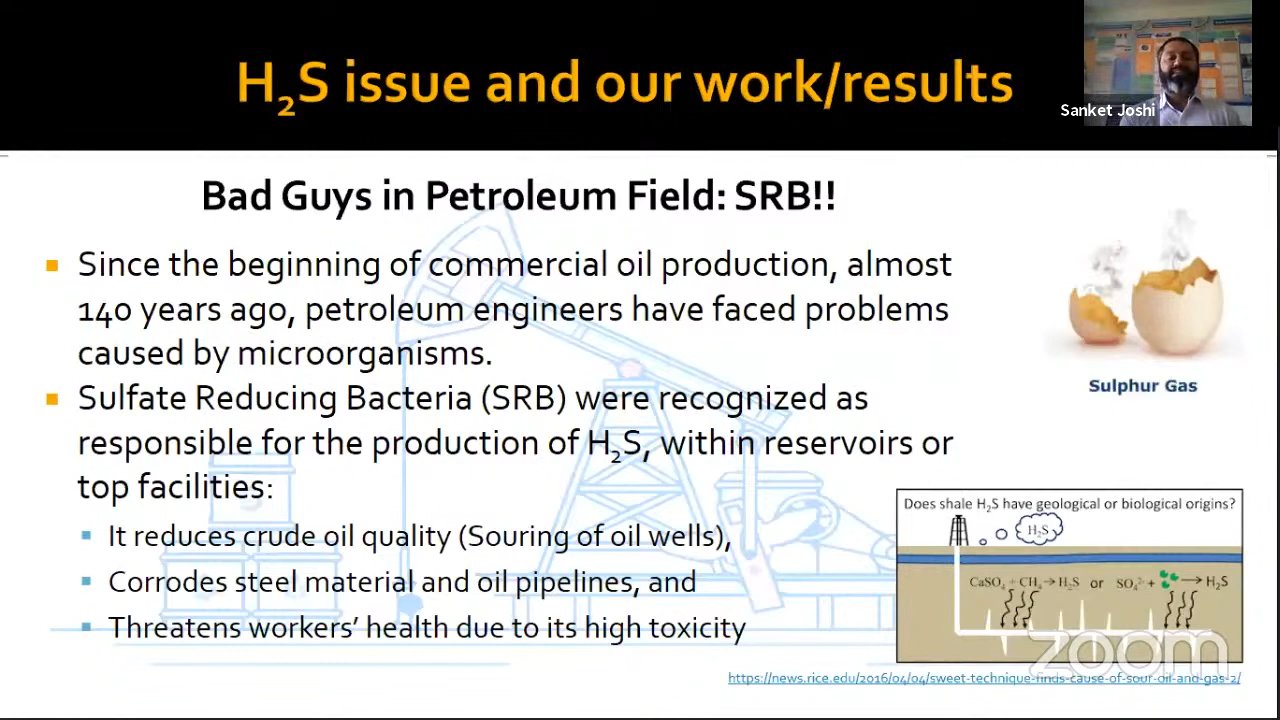 H₂S issue and our work/results
Sanket Joshi
Bad Guys in Petroleum Field: SRB!!
Since the beginning of commercial oil production, almost
140 years ago, petroleum engineers have faced problems
caused by microorganisms.
Sulfate Reducing Bacteria (SRB) were recognized as
responsible for the production of H₂S, within reservoirs or
top facilities:
It reduces crude oil quality (Souring of oil wells),
Corrodes steel material and oil pipelines, and
Threatens workers’ health due to its high toxicity
Sulphur Gas
Does shale H₂S have geological or biological origins?
H₂S
CaSO₄ + CH₄ → H₂S or SO₄²⁻ + → H₂S
zoom
https://news.rice.edu/2016/04/04/sweet-technique-finds-cause-of-sour-oil-and-gas-2/